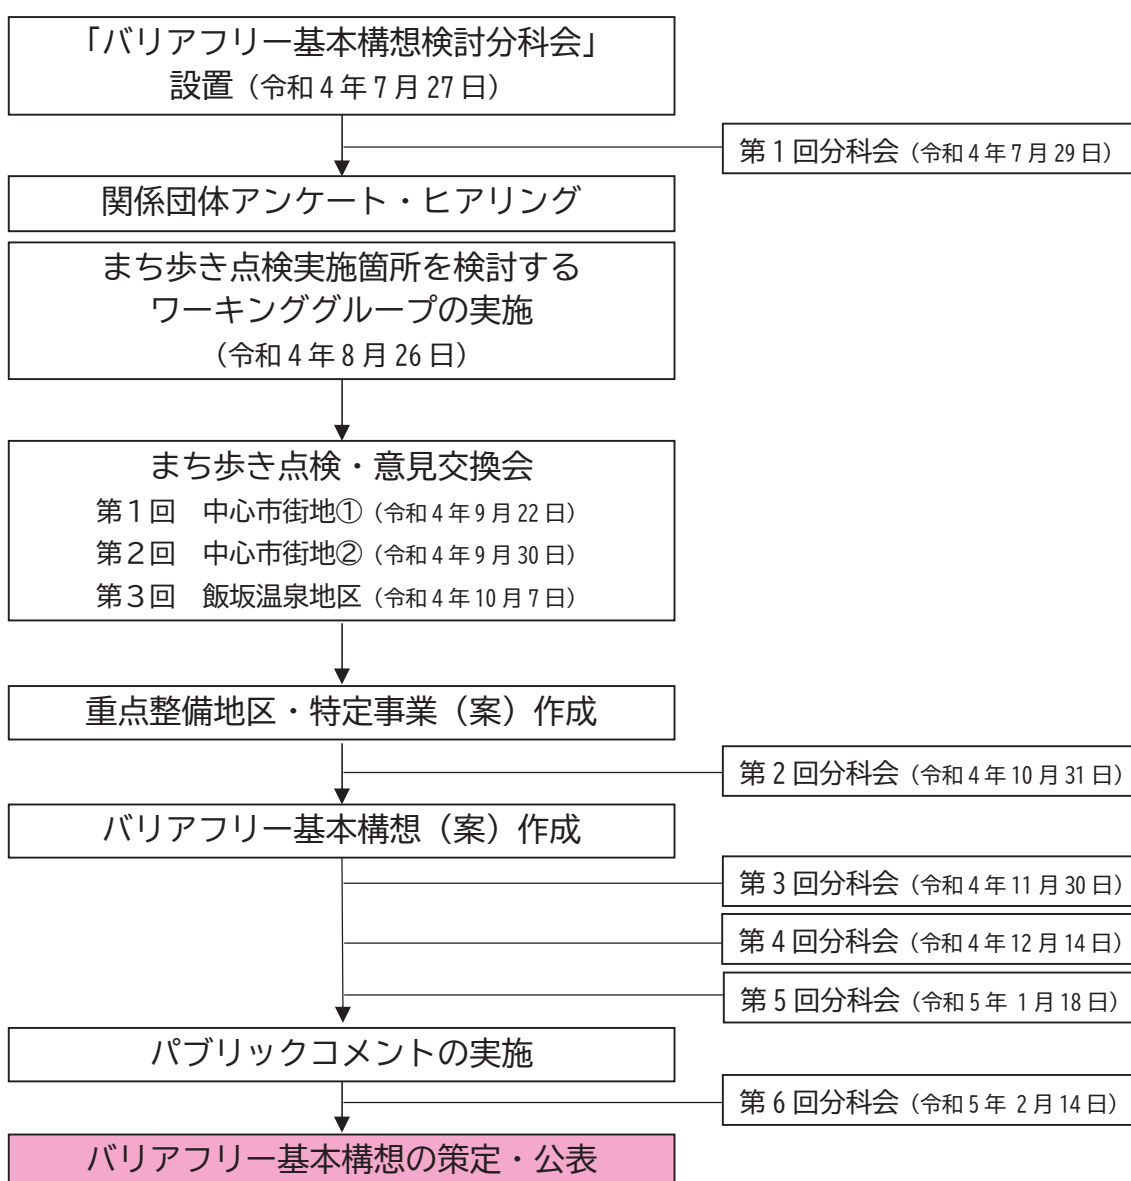 「バリアフリー基本構想検討分科会」
設置（令和4年7月27日）
第1回分科会（令和4年7月29日）
関係団体アンケート・ヒアリング
まち歩き点検実施箇所を検討する
ワーキンググループの実施
（令和4年8月26日）
まち歩き点検・意見交換会
第1回　中心市街地①（令和4年9月22日）
第2回　中心市街地②（令和4年9月30日）
第3回　飯坂温泉地区（令和4年10月7日）
重点整備地区・特定事業（案）作成
第2回分科会（令和4年10月31日）
バリアフリー基本構想（案）作成
第3回分科会（令和4年11月30日）
第4回分科会（令和4年12月14日）
第5回分科会（令和5年 1月18日）
パブリックコメントの実施
第6回分科会（令和5年 2月14日）
バリアフリー基本構想の策定・公表